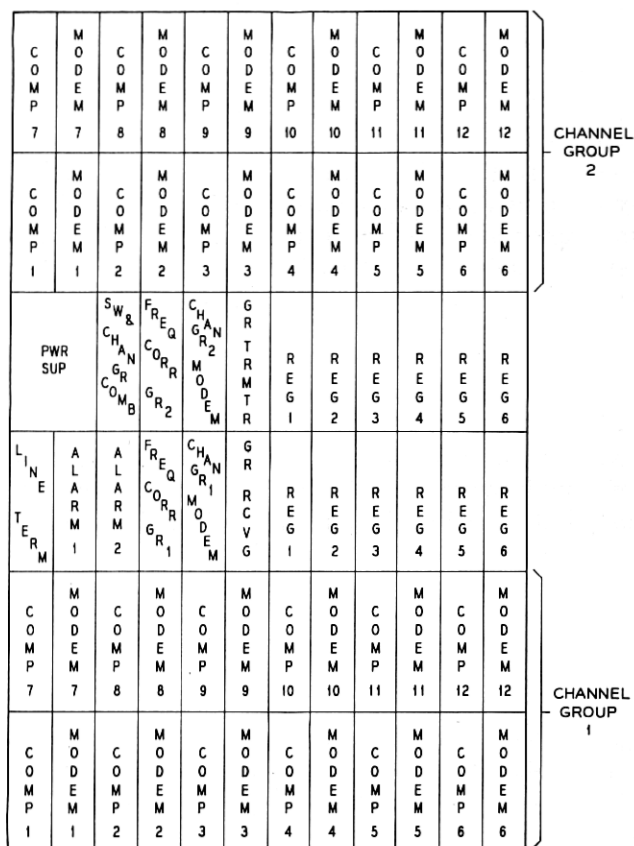 COMP 7 MODEM 7 COMP 8 MODEM 8 COMP 9 MODEM 9 COMP 10 MODEM 10 COMP 11 MODEM 11 COMP 12 MODEM 12
CHANNEL
GROUP
2
COMP 1 MODEM 1 COMP 2 MODEM 2 COMP 3 MODEM 3 COMP 4 MODEM 4 COMP 5 MODEM 5 COMP 6 MODEM 6
PWR
SUP
SW & CHAN GR COMB
FREQ CORR GR2
CHAN GR2 MODEM
GR TRMTR
REG 1 REG 2 REG 3 REG 4 REG 5 REG 6
LINE TERM
ALARM 1
ALARM 2
FREQ CORR GR1
CHAN GR1 MODEM
GR RCVG
REG 1 REG 2 REG 3 REG 4 REG 5 REG 6
COMP 7 MODEM 7 COMP 8 MODEM 8 COMP 9 MODEM 9 COMP 10 MODEM 10 COMP 11 MODEM 11 COMP 12 MODEM 12
CHANNEL
GROUP
1
COMP 1 MODEM 1 COMP 2 MODEM 2 COMP 3 MODEM 3 COMP 4 MODEM 4 COMP 5 MODEM 5 COMP 6 MODEM 6